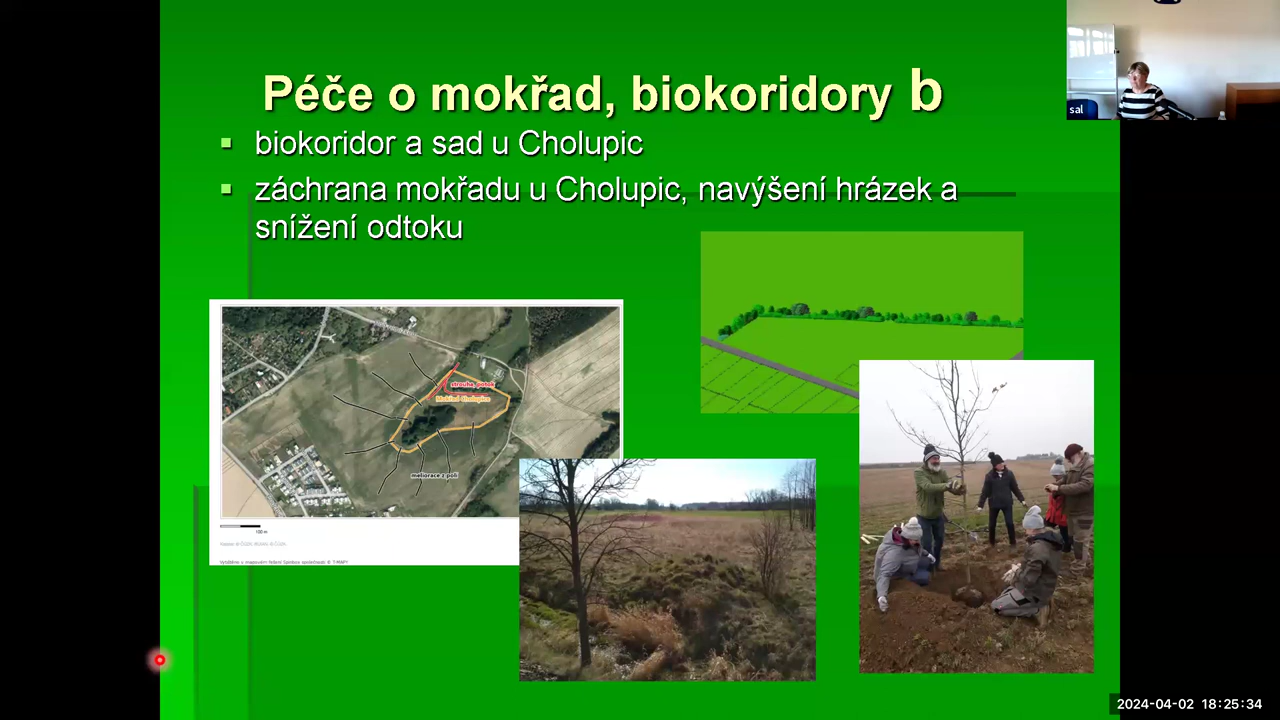 Péče o mokřad, biokoridory b
biokoridor a sad u Cholupic
záchrana mokřadu u Cholupic, navýšení hrázek a
snížení odtoku
sal
strouha, potok
Mokřad Cholupice
meliorace z polí
100 m
2024-04-02 18:25:34